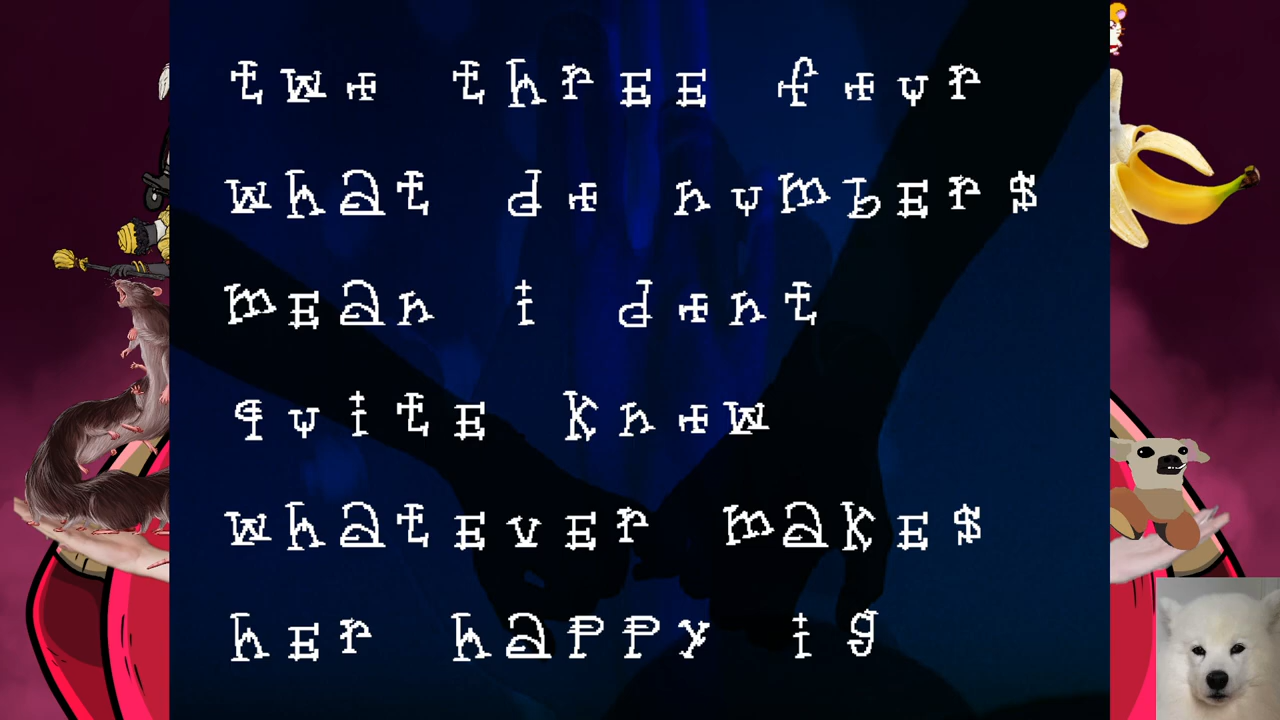 two three four
what do numbers
mean i dont
quite know
whatever makes
her happy ig